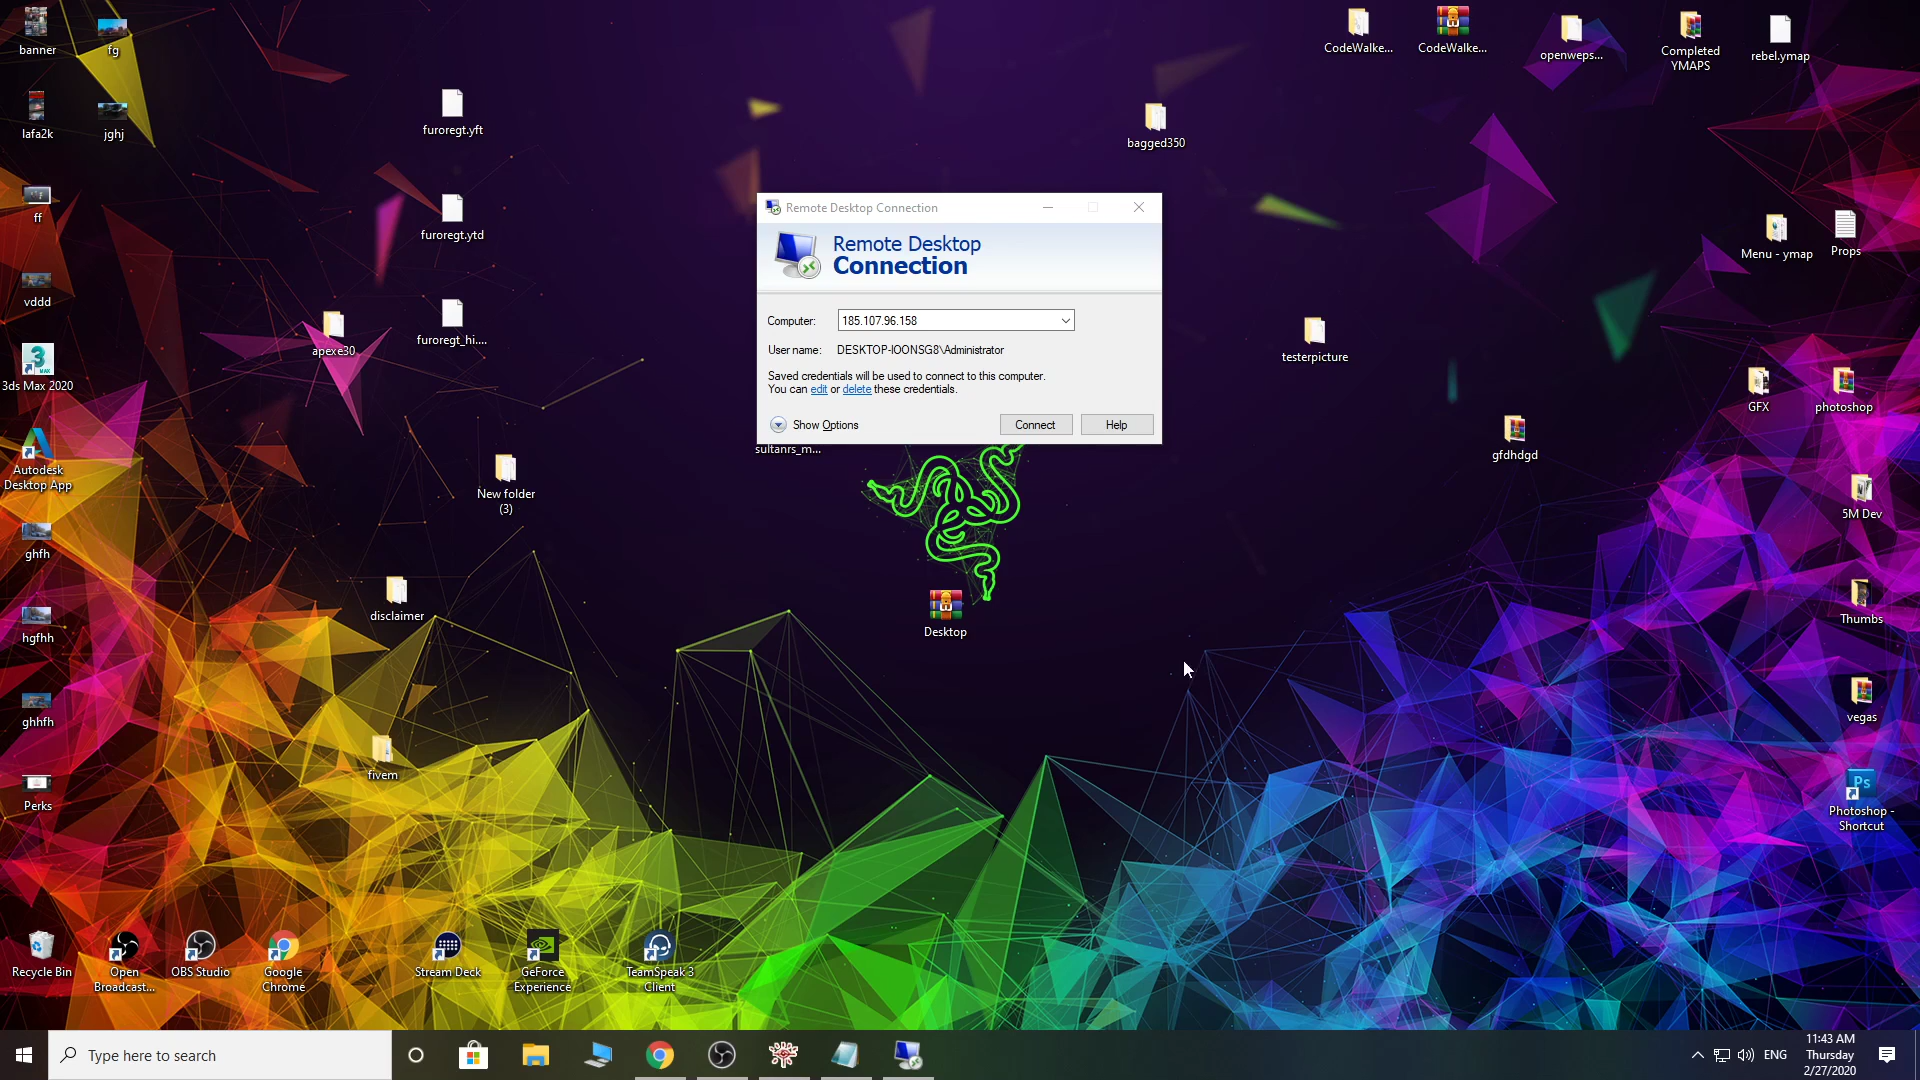 banner
fg
CodeWalke...
CodeWalke...
openweps...
Completed
YMAPS
rebel.ymap
lafa2k
jghj
furoregt.yft
bagged350
ff
furoregt.ytd
Remote Desktop Connection
Remote Desktop
Connection
Computer:
185.107.96.158
User name:
DESKTOP-IOONSG8\Administrator
Saved credentials will be used to connect to this computer.
You can edit or delete these credentials.
Show Options
Connect
Help
Menu - ymap
Props
vddd
apexe30
furoregt_hi....
testerpicture
3
MAX
3ds Max 2020
GFX
photoshop
sultanrs_m...
gfdhdgd
Autodesk
Desktop App
New folder
(3)
5M Dev
ghfh
disclaimer
Desktop
Thumbs
hgfhh
ghhfh
vegas
fivem
Perks
Ps
Photoshop -
Shortcut
Recycle Bin
Open
Broadcast...
OBS Studio
Google
Chrome
Stream Deck
GeForce
Experience
TeamSpeak 3
Client
Type here to search
ENG
11:43 AM
Thursday
2/27/2020